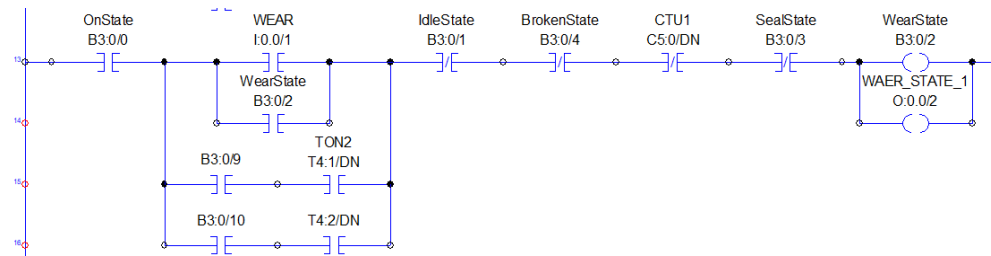 OnState WEAR IdleState BrokenState CTU1 SealState WearState
B3:0/0 I:0.0/1 B3:0/1 B3:0/4 C5:0/DN B3:0/3 B3:0/2
13
WearState WAER_STATE_1
B3:0/2 O:0.0/2
14
TON2
B3:0/9 T4:1/DN
15
B3:0/10 T4:2/DN
16